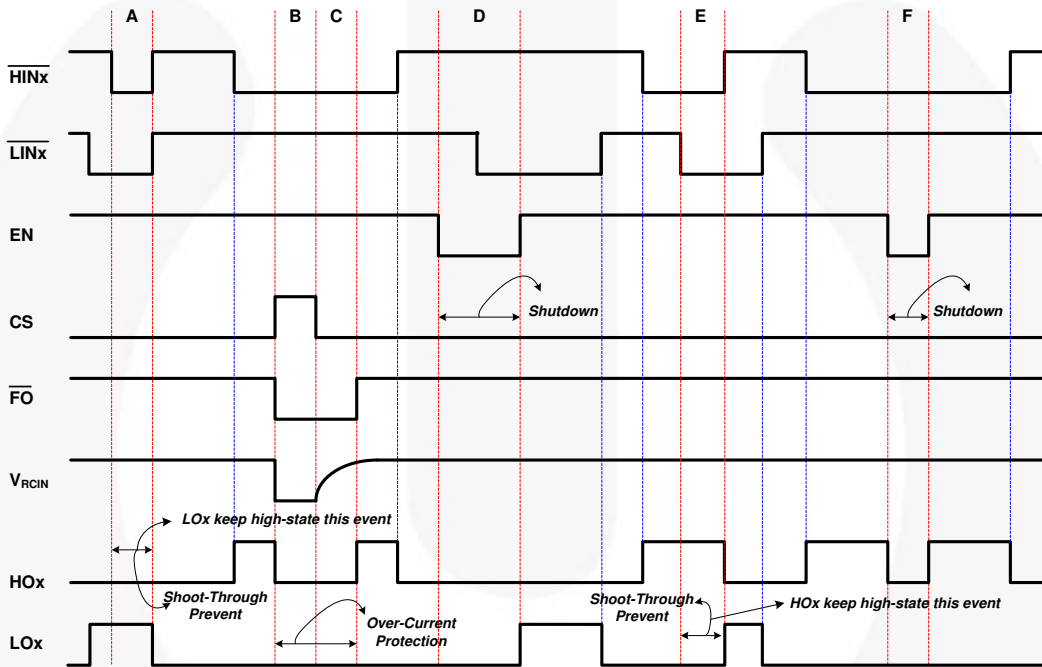 A B C D E F
HINx
LINx
EN
Shutdown Shutdown
CS
FO
VRCIN
LOx keep high-state this event
HOx
Shoot-Through
Prevent
Over-Current
Protection
Shoot-Through
Prevent
HOx keep high-state this event
LOx